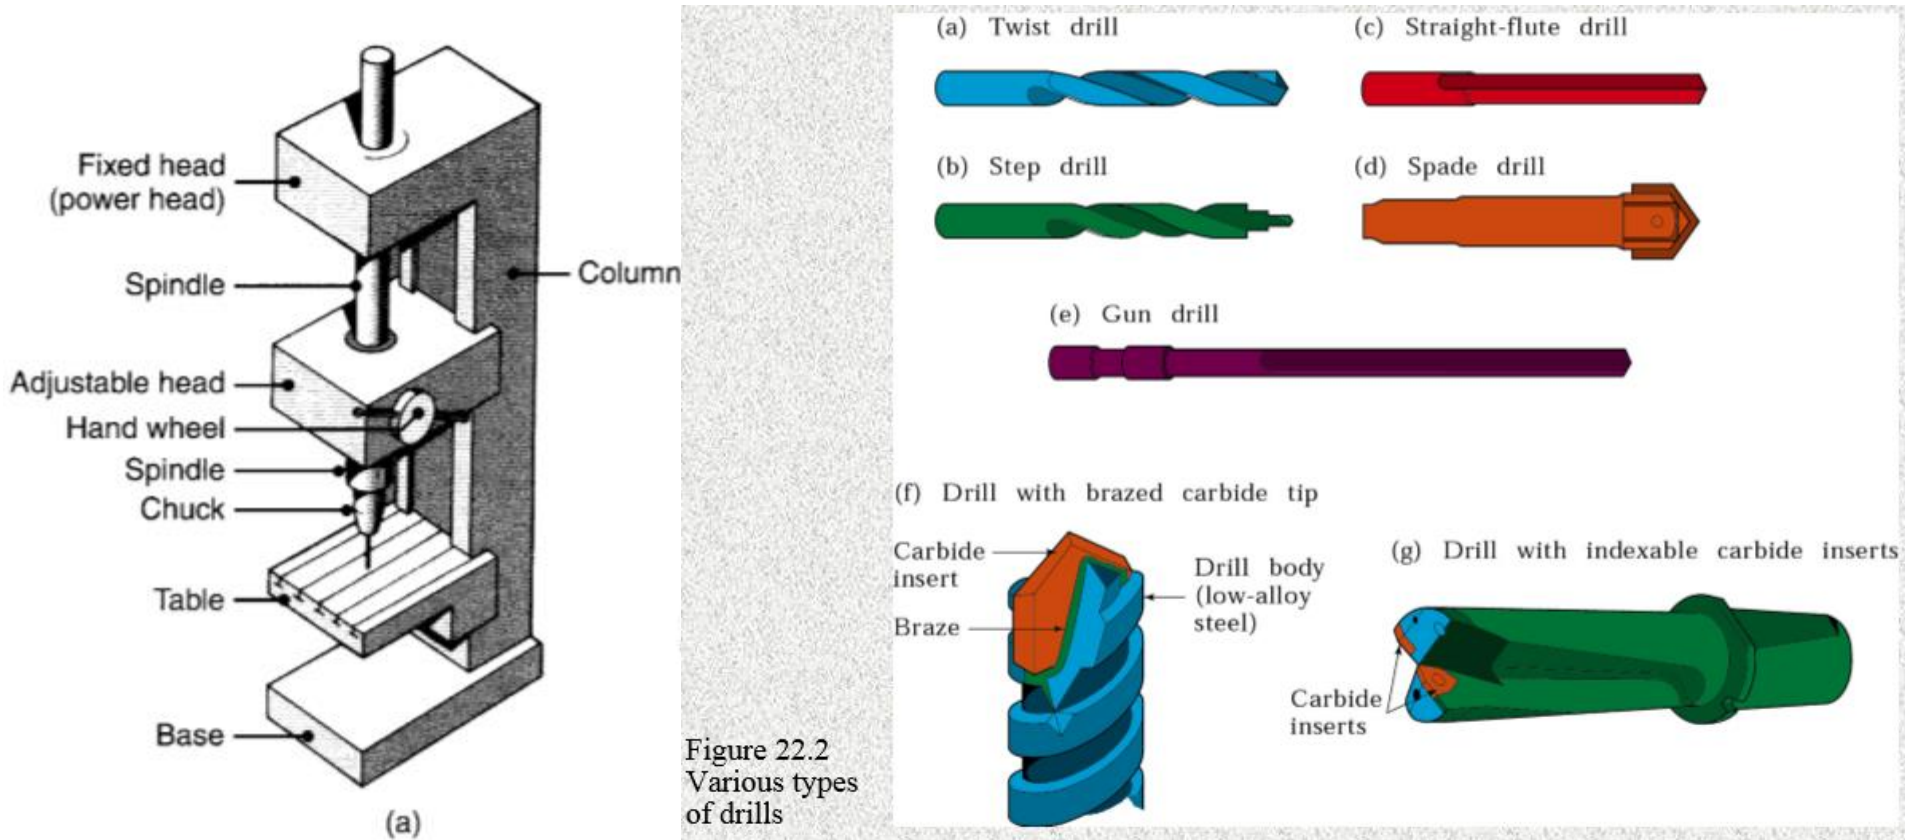 Fixed head
(power head)
Spindle
Column
Adjustable head
Hand wheel
Spindle
Chuck
Table
Base
(a)
Figure 22.2
Various types
of drills
(a) Twist drill
(c) Straight-flute drill
(b) Step drill
(d) Spade drill
(e) Gun drill
(f) Drill with brazed carbide tip
Carbide
insert
Braze
Drill body
(low-alloy
steel)
(g) Drill with indexable carbide inserts
Carbide
inserts